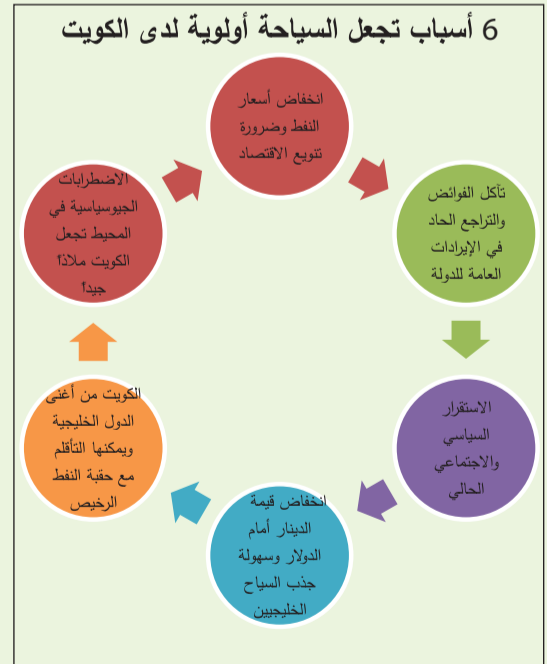 6 أسباب تجعل السياحة أولوية لدى الكويت
انخفاض أسعار
النفط وضرورة
تنويع الاقتصاد
تآكل الفوائض
والتراجع الحاد
في الإيرادات
العامة للدولة
الاستقرار
السياسي
والاجتماعي
الحالي
انخفاض قيمة
الدينار أمام
الدولار وسهولة
جذب السياح
الخليجيين
الكويت من أغنى
الدول الخليجية
ويمكنها التأقلم
مع حقبة النفط
الرخيص
الاضطرابات
الجيوسياسية في
المحيط تجعل
الكويت ملاذاً
جيداً